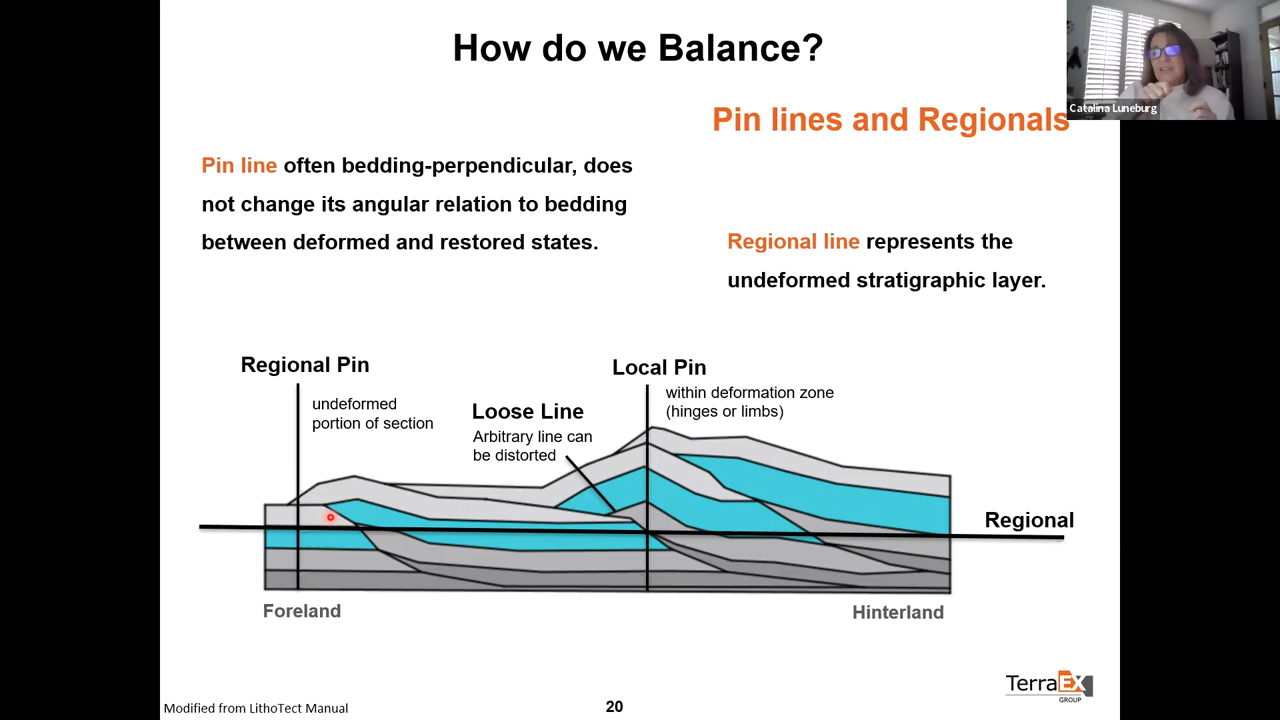 How do we Balance?
Catalina Luneburg
Pin lines and Regionals
Pin line often bedding-perpendicular, does
not change its angular relation to bedding
between deformed and restored states.
Regional line represents the
undeformed stratigraphic layer.
Regional Pin
undeformed
portion of section
Loose Line
Arbitrary line can
be distorted
Local Pin
within deformation zone
(hinges or limbs)
Regional
Foreland
Hinterland
TerraEX
GROUP
Modified from LithoTect Manual
20